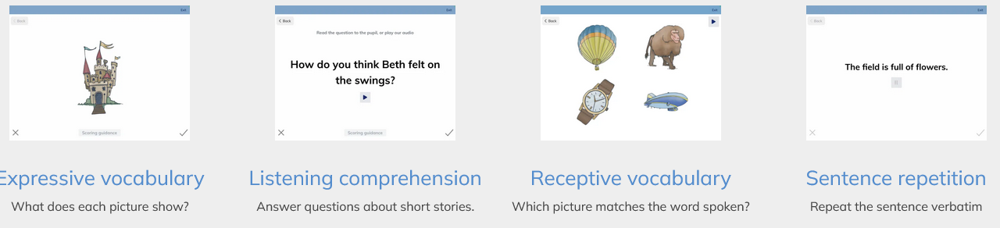 Exit
Back
Scoring guidance
Expressive vocabulary
What does each picture show?
Exit
Back
Read the question to the pupil, or play our audio
How do you think Beth felt on
the swings?
Scoring guidance
Listening comprehension
Answer questions about short stories.
Exit
Back
Receptive vocabulary
Which picture matches the word spoken?
Exit
Back
The field is full of flowers.
Sentence repetition
Repeat the sentence verbatim